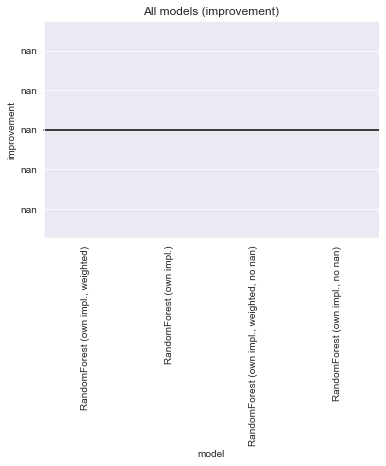 All models (improvement)
nan
nan
nan
nan
nan
improvement
RandomForest (own impl., weighted)
RandomForest (own impl.)
RandomForest (own impl., weighted, no nan)
RandomForest (own impl., no nan)
model